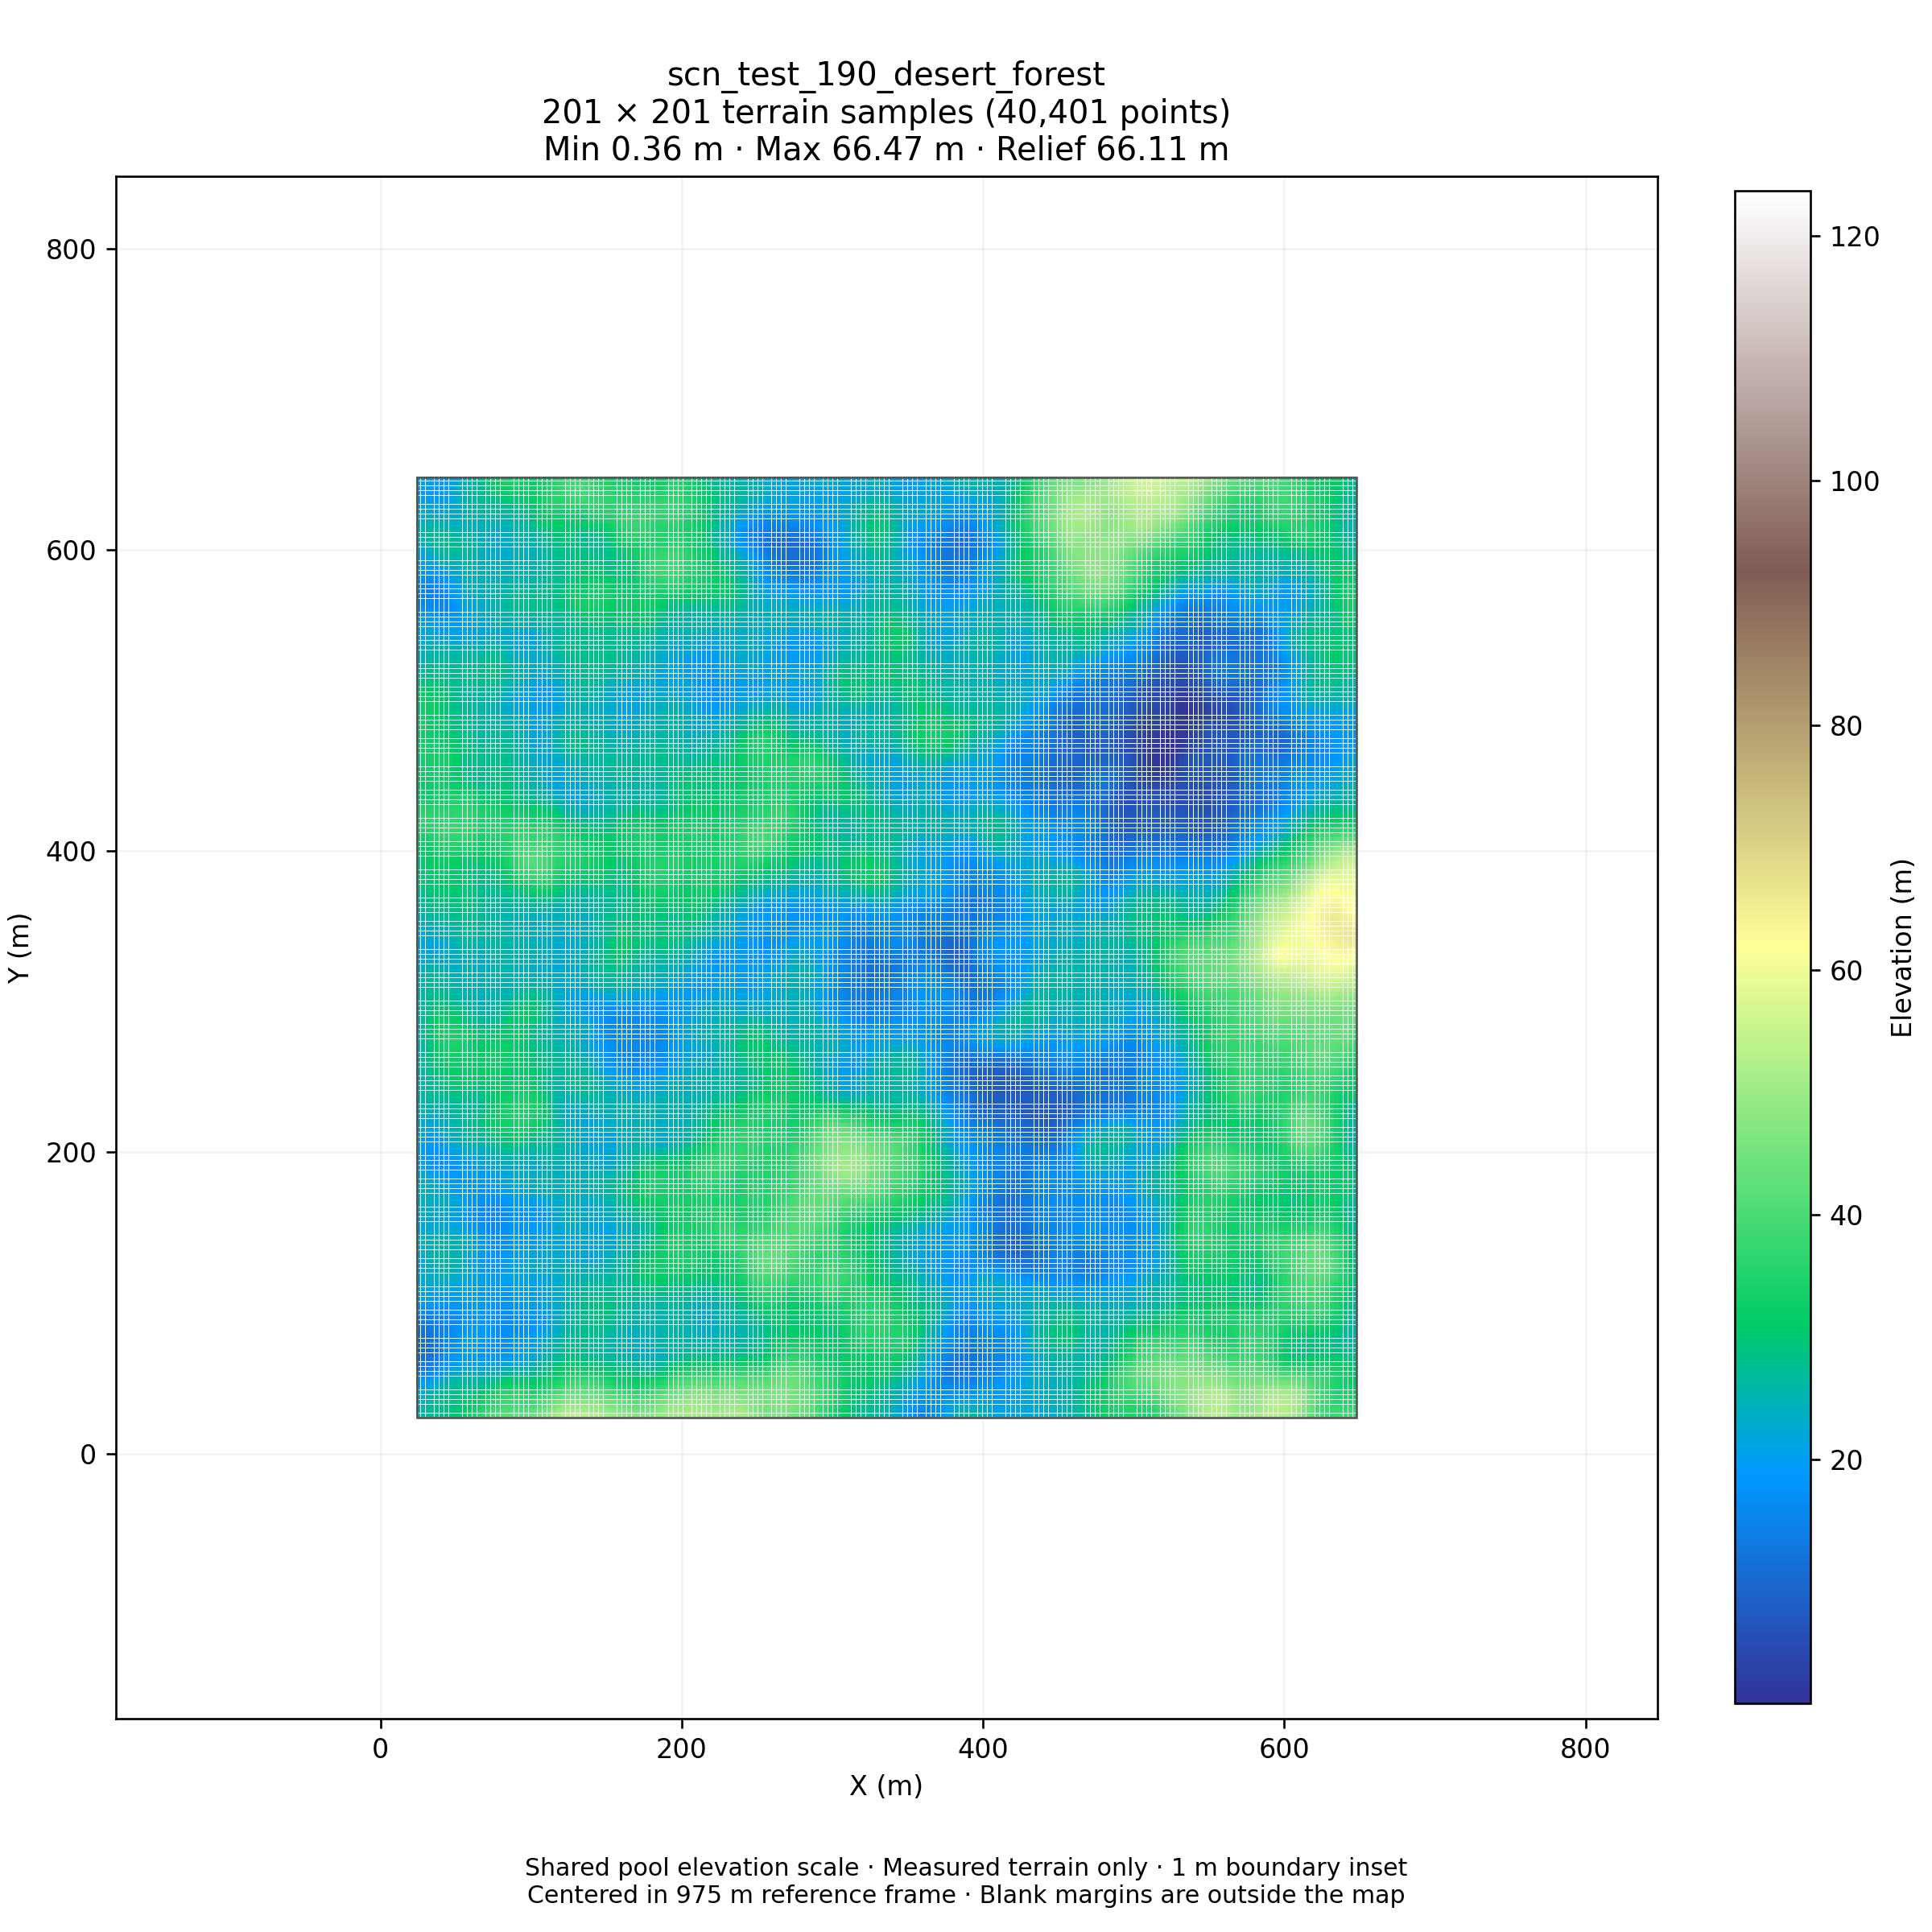 scn_test_190_desert_forest
201 × 201 terrain samples (40,401 points)
Min 0.36 m · Max 66.47 m · Relief 66.11 m
800
600
400
200
0
Y (m)
0
200
400
600
800
X (m)
120
100
80
60
40
20
Elevation (m)
Shared pool elevation scale · Measured terrain only · 1 m boundary inset
Centered in 975 m reference frame · Blank margins are outside the map